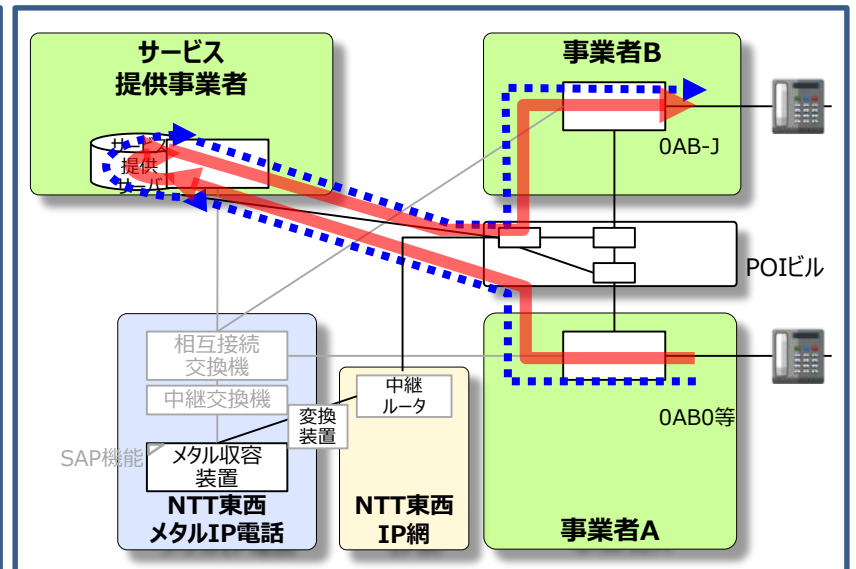 サービス
提供事業者
サービス
提供
サーバ
事業者B
0AB-J
POIビル
相互接続
交換機
中継交換機
SAP機能
メタル収容
装置
変換
装置
中継
ルータ
NTT東西
メタルIP電話
NTT東西
IP網
0AB0等
事業者A